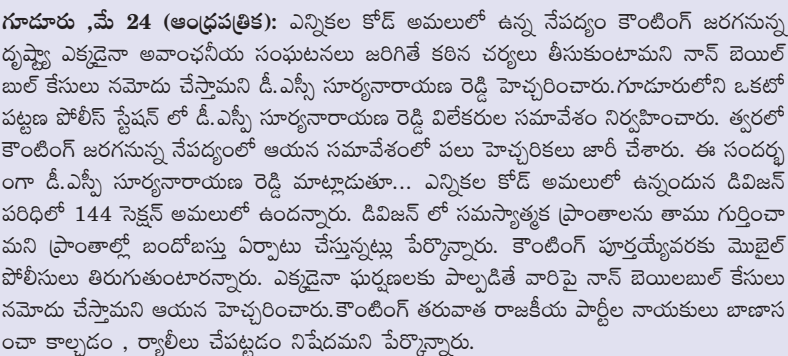 గూడూరు ,మే 24 (ఆంధ్రపత్రిక): ఎన్నికల కోడ్ అమలులో ఉన్న నేపద్యం కౌంటింగ్ జరగనున్న
దృష్ట్యా ఎక్కడైనా అవాంఛనీయ సంఘటనలు జరిగితే కఠిన చర్యలు తీసుకుంటామని నాన్ బెయిల్
బుల్ కేసులు నమోదు చేస్తామని డీ.ఎస్పీ సూర్యనారాయణ రెడ్డి హెచ్చరించారు.గూడూరులోని ఒకటో
పట్టణ పోలీస్ స్టేషన్ లో డీ.ఎస్పీ సూర్యనారాయణ రెడ్డి విలేకరుల సమావేశం నిర్వహించారు. త్వరలో
కౌంటింగ్ జరగనున్న నేపద్యంలో ఆయన సమావేశంలో పలు హెచ్చరికలు జారీ చేశారు. ఈ సందర్భ
ంగా డీ.ఎస్పీ సూర్యనారాయణ రెడ్డి మాట్లాడుతూ... ఎన్నికల కోడ్ అమలులో ఉన్నందున డివిజన్
పరిధిలో 144 సెక్షన్ అమలులో ఉందన్నారు. డివిజన్ లో సమస్యాత్మక ప్రాంతాలను తాము గుర్తించా
మని ప్రాంతాల్లో బందోబస్తు ఏర్పాటు చేస్తున్నట్లు పేర్కొన్నారు. కౌంటింగ్ పూర్తయ్యేవరకు మొబైల్
పోలీసులు తిరుగుతుంటారన్నారు. ఎక్కడైనా ఘర్షణలకు పాల్పడితే వారిపై నాన్ బెయిలబుల్ కేసులు
నమోదు చేస్తామని ఆయన హెచ్చరించారు.కౌంటింగ్ తరువాత రాజకీయ పార్టీల నాయకులు బాణాస
ంచా కాల్చడం , ర్యాలీలు చేపట్టడం నిషేదమని పేర్కొన్నారు.